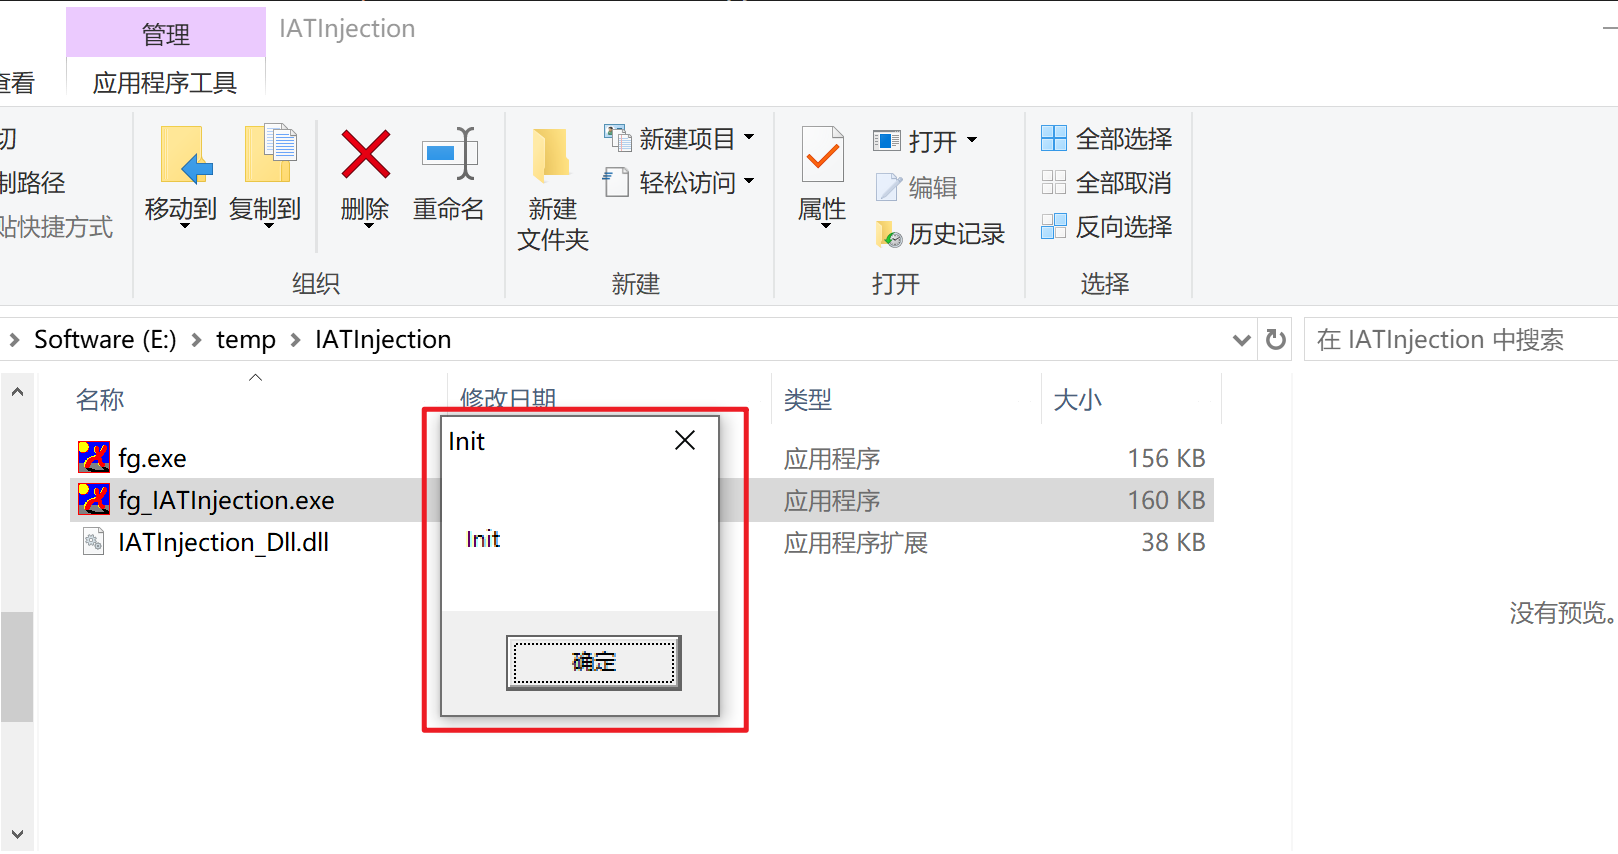 管理
IATInjection
查看
应用程序工具
切
制路径
贴快捷方式
移动到
复制到
删除
重命名
组织
新建
文件夹
新建项目
轻松访问
新建
属性
打开
编辑
历史记录
打开
全部选择
全部取消
反向选择
选择
Software (E:)
temp
IATInjection
在 IATInjection 中搜索
名称
修改日期
类型
大小
fg.exe
应用程序
156 KB
fg_IATInjection.exe
应用程序
160 KB
IATInjection_Dll.dll
应用程序扩展
38 KB
Init
Init
确定
没有预览。